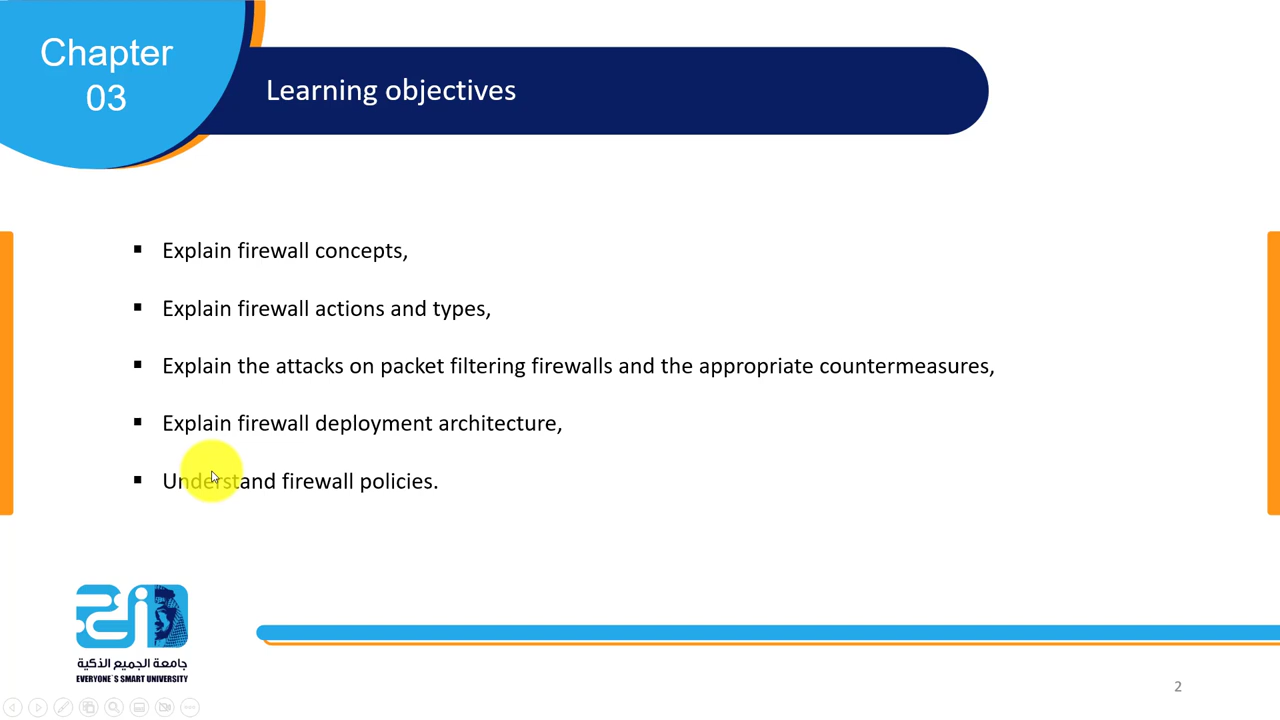 Chapter
03
Learning objectives
▪ Explain firewall concepts,
▪ Explain firewall actions and types,
▪ Explain the attacks on packet filtering firewalls and the appropriate countermeasures,
▪ Explain firewall deployment architecture,
▪ Understand firewall policies.
جامعة الجميع الذكية
EVERYONE`S SMART UNIVERSITY
2